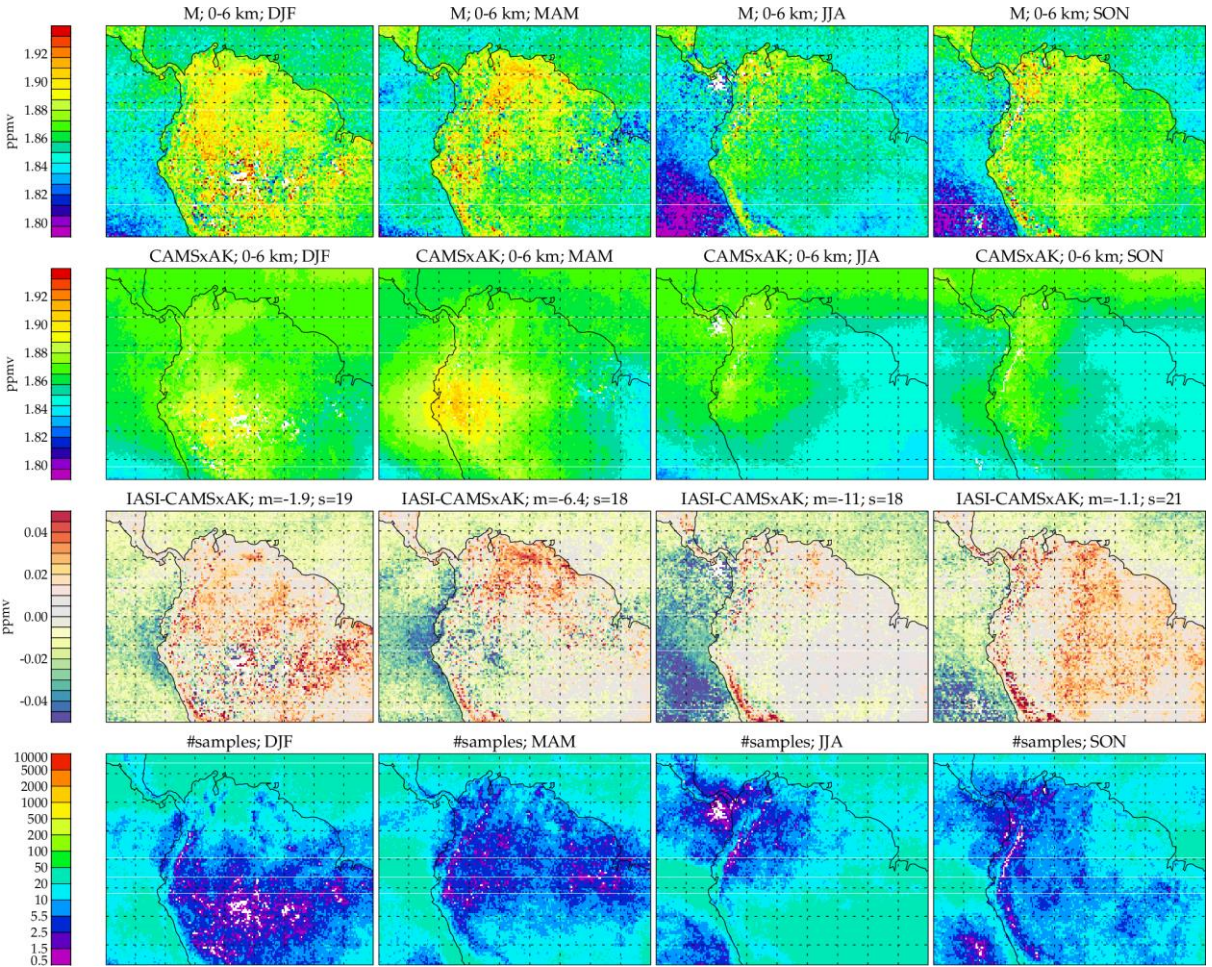 M; 0-6 km; DJF
M; 0-6 km; MAM
M; 0-6 km; JJA
M; 0-6 km; SON
ppmv
1.92
1.90
1.88
1.86
1.84
1.82
1.80
CAMSxAK; 0-6 km; DJF
CAMSxAK; 0-6 km; MAM
CAMSxAK; 0-6 km; JJA
CAMSxAK; 0-6 km; SON
ppmv
1.92
1.90
1.88
1.86
1.84
1.82
1.80
IASI-CAMSxAK; m=-1.9; s=19
IASI-CAMSxAK; m=-6.4; s=18
IASI-CAMSxAK; m=-11; s=18
IASI-CAMSxAK; m=-1.1; s=21
ppmv
0.04
0.02
0.00
-0.02
-0.04
#samples; DJF
#samples; MAM
#samples; JJA
#samples; SON
10000
5000
2000
1000
500
200
100
50
20
10
5.5
2.5
1.5
0.5